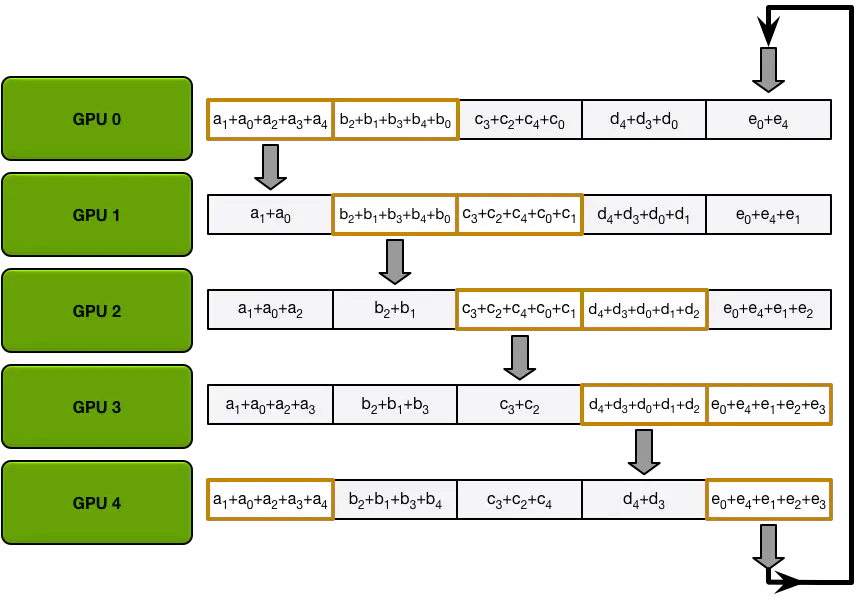 GPU 0
a₁+a₀+a₂+a₃+a₄ b₂+b₁+b₃+b₄+b₀ c₃+c₂+c₄+c₀ d₄+d₃+d₀ e₀+e₄
GPU 1
a₁+a₀ b₂+b₁+b₃+b₄+b₀ c₃+c₂+c₄+c₀+c₁ d₄+d₃+d₀+d₁ e₀+e₄+e₁
GPU 2
a₁+a₀+a₂ b₂+b₁ c₃+c₂+c₄+c₀+c₁ d₄+d₃+d₀+d₁+d₂ e₀+e₄+e₁+e₂
GPU 3
a₁+a₀+a₂+a₃ b₂+b₁+b₃ c₃+c₂ d₄+d₃+d₀+d₁+d₂ e₀+e₄+e₁+e₂+e₃
GPU 4
a₁+a₀+a₂+a₃+a₄ b₂+b₁+b₃+b₄ c₃+c₂+c₄ d₄+d₃ e₀+e₄+e₁+e₂+e₃